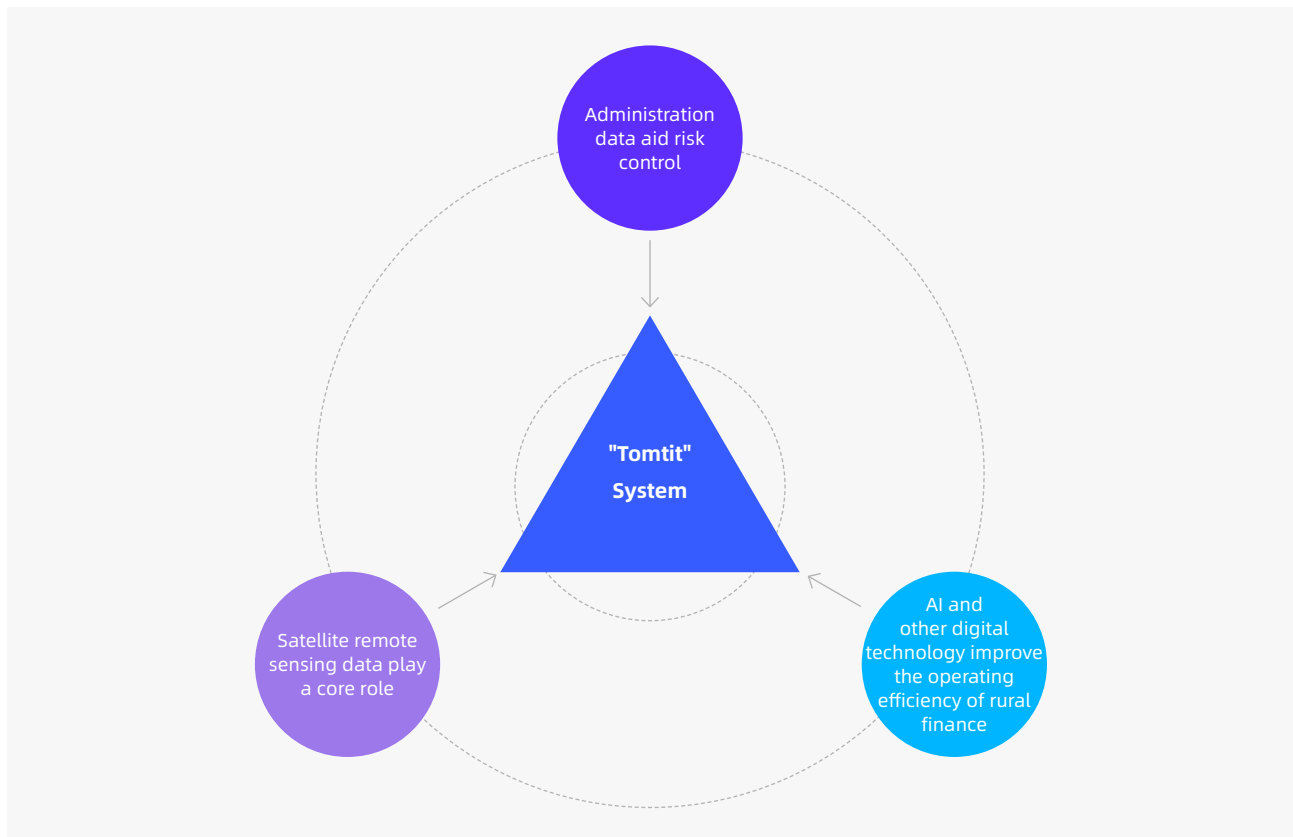 Administration
data aid risk
control
"Tomtit"
System
Satellite remote
sensing data play
a core role
AI and
other digital
technology improve
the operating
efficiency of rural
finance